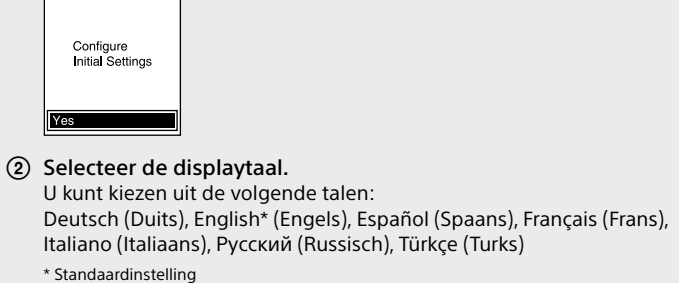 Configure
Initial Settings
Yes
② Selecteer de displaytaal.
U kunt kiezen uit de volgende talen:
Deutsch (Duits), English* (Engels), Español (Spaans), Français (Frans),
Italiano (Italiaans), Русский (Russisch), Türkçe (Turks)
* Standaardinstelling